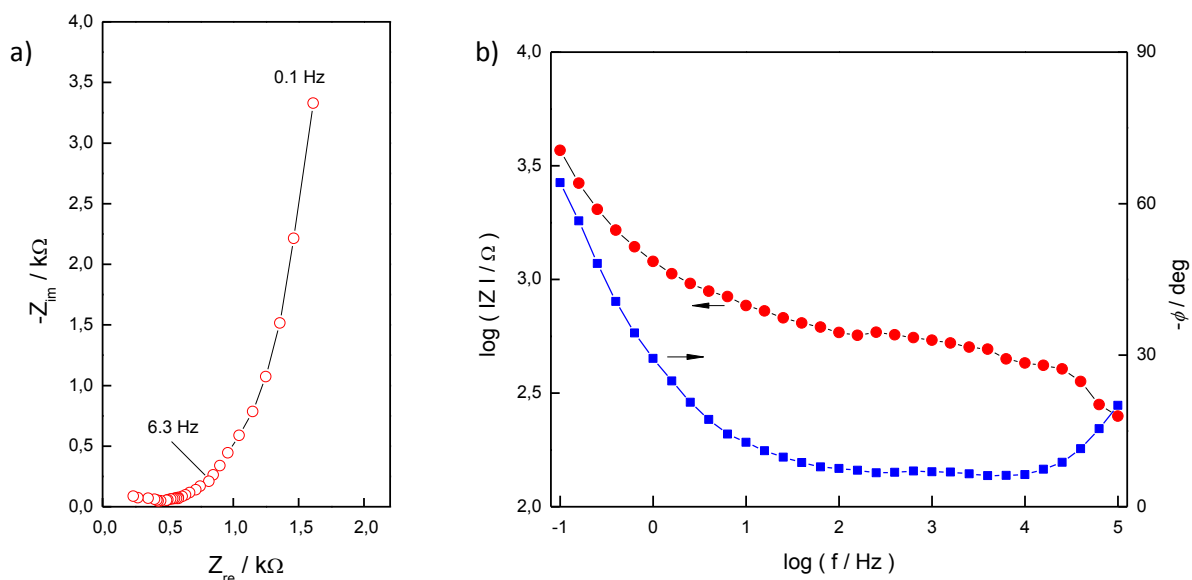 a)
4,0
3,5
3,0
2,5
2,0
1,5
1,0
0,5
0,0
-Z_im / kΩ
0.1 Hz
6.3 Hz
0,0 0,5 1,0 1,5 2,0
Z_re / kΩ
b)
4,0
3,5
3,0
2,5
2,0
log ( IZ I / Ω )
90
60
30
0
-ϕ / deg
-1 0 1 2 3 4 5
log ( f / Hz )